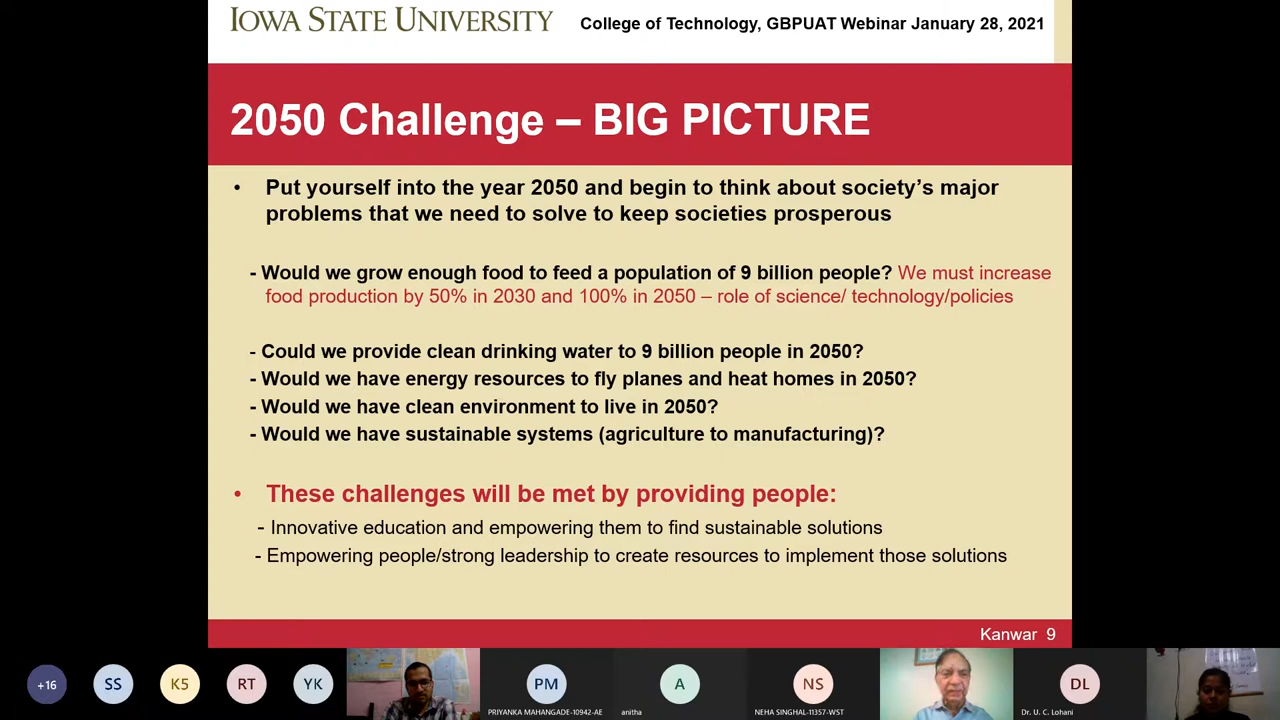 IOWA STATE UNIVERSITY
College of Technology, GBPUAT Webinar January 28, 2021
2050 Challenge – BIG PICTURE
• Put yourself into the year 2050 and begin to think about society’s major
problems that we need to solve to keep societies prosperous
- Would we grow enough food to feed a population of 9 billion people? We must increase
food production by 50% in 2030 and 100% in 2050 – role of science/ technology/policies
- Could we provide clean drinking water to 9 billion people in 2050?
- Would we have energy resources to fly planes and heat homes in 2050?
- Would we have clean environment to live in 2050?
- Would we have sustainable systems (agriculture to manufacturing)?
• These challenges will be met by providing people:
- Innovative education and empowering them to find sustainable solutions
- Empowering people/strong leadership to create resources to implement those solutions
Kanwar 9
+16
SS
K5
RT
YK
PM
A
NS
DL
PRIYANKA MAHANGADE-10942-AE
anitha
NEHA SINGHAL-11357-WST
Dr. U. C. Lohani